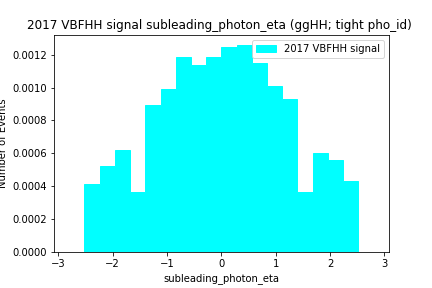 2017 VBFHH signal subleading_photon_eta (ggHH; tight pho_id)
2017 VBFHH signal
Number of Events
0.0012
0.0010
0.0008
0.0006
0.0004
0.0002
0.0000
−3 −2 −1 0 1 2 3
subleading_photon_eta